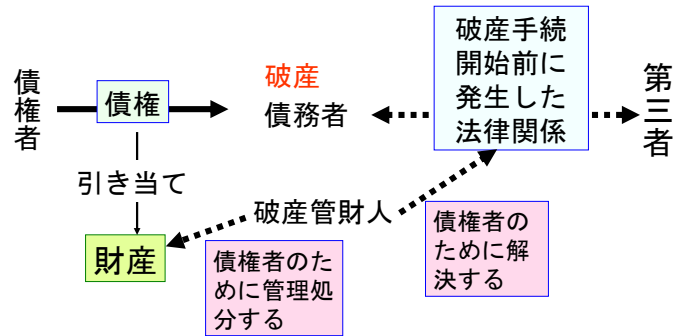 債権者
債権
破産
債務者
破産手続
開始前に
発生した
法律関係
第三者
引き当て
財産
破産管財人
債権者のた
めに管理処
分する
債権者の
ために解
決する